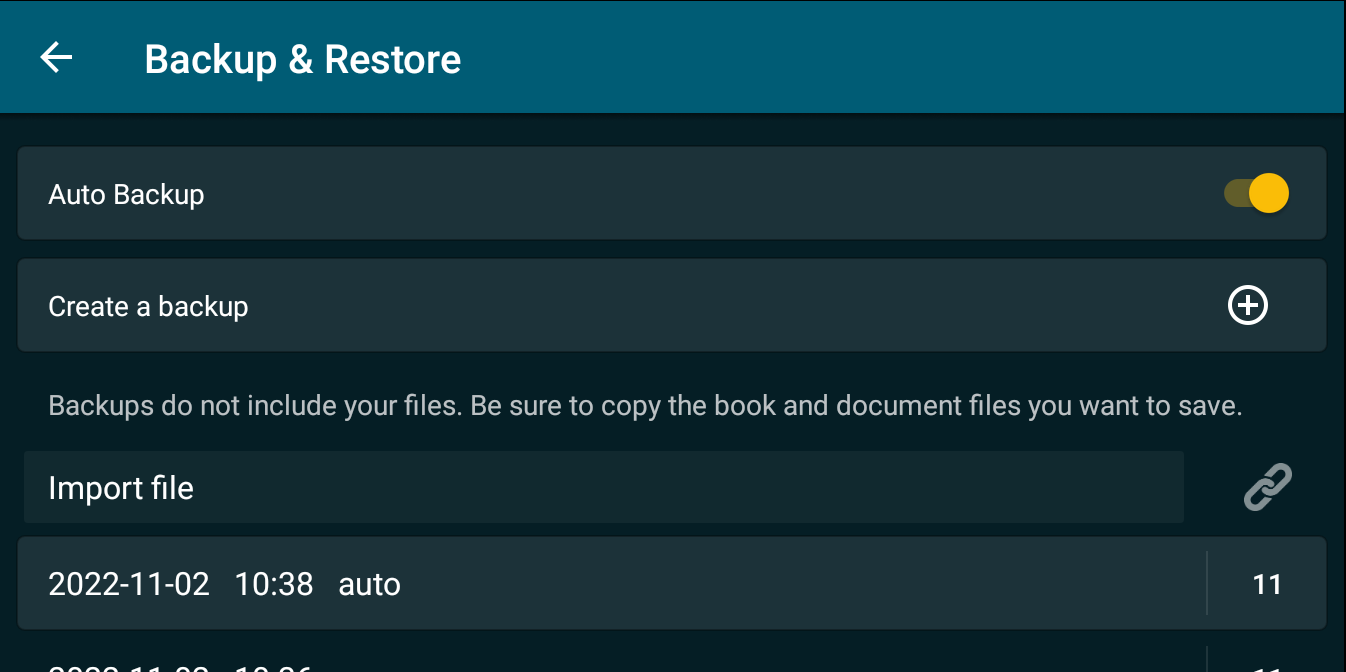 Backup & Restore
Auto Backup
Create a backup
Backups do not include your files. Be sure to copy the book and document files you want to save.
Import file
2022-11-02 10:38 auto 11